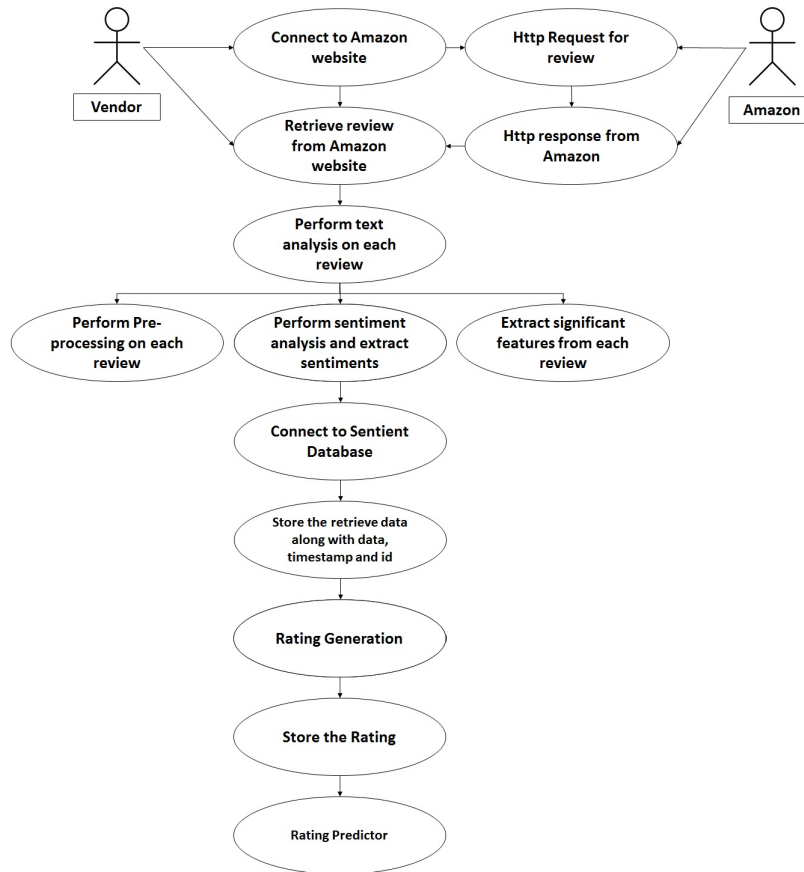 Connect to Amazon
website
Http Request for
review
Vendor
Amazon
Retrieve review
from Amazon
website
Http response from
Amazon
Perform text
analysis on each
review
Perform Pre-
processing on each
review
Perform sentiment
analysis and extract
sentiments
Extract significant
features from each
review
Connect to Sentient
Database
Store the retrieve data
along with data,
timestamp and id
Rating Generation
Store the Rating
Rating Predictor